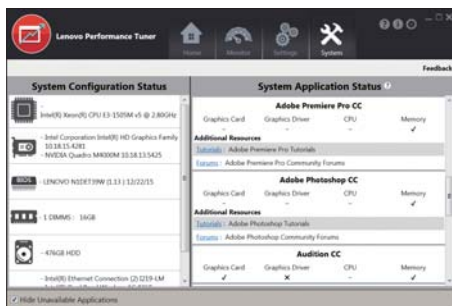 Lenovo Performance Tuner
Home
Monitor
Settings
System
Feedback
System Configuration Status
-
Intel(R) Xeon(R) CPU E3-1505M v5 @ 2.80GHz
- Intel Corporation Intel(R) HD Graphics Family
10.18.15.4281
- NVIDIA Quadro M4000M 10.18.13.5425
BIOS
- LENOVO N1DET39W (1.13 ) 12/22/15
- 1 DIMMS : 16GB
- 476GB HDD
- Intel(R) Ethernet Connection (2) I219-LM
System Application Status
Adobe Premiere Pro CC
Graphics Card Graphics Driver CPU Memory
- - - ✓
Additional Resources
Tutorials : Adobe Premiere Pro Tutorials
Forums : Adobe Premiere Pro Community Forums
Adobe Photoshop CC
Graphics Card Graphics Driver CPU Memory
- - - ✓
Additional Resources
Tutorials : Adobe Photoshop Tutorials
Forums : Adobe Photoshop Community Forums
Audition CC
Graphics Card Graphics Driver CPU Memory
✓ ✕ - ✓
Hide Unavailable Applications